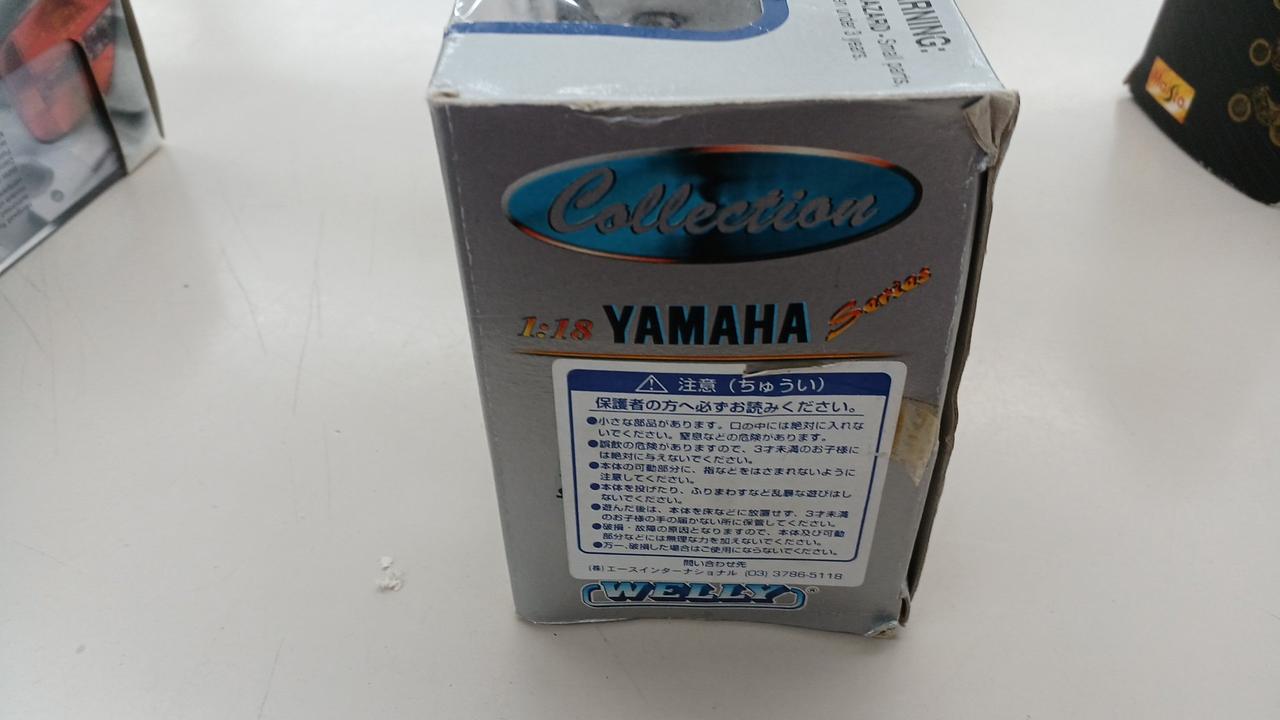 WARNING:
HAZARD - Small parts.
under 3 years.
Collection
1:18 YAMAHA Series
⚠ 注意（ちゅうい）
保護者の方へ必ずお読みください。
●小さな部品があります。口の中には絶対に入れな
いでください。窒息などの危険があります。
●誤飲の危険がありますので、3才未満のお子様に
は絶対に与えないでください。
●本体の可動部分に、指などをはさまれないように
注意してください。
●本体を投げたり、ふりまわすなど乱暴な遊びはし
ないでください。
●遊んだ後は、本体を床などに放置せず、3才未満
のお子様の手の届かない所に保管してください。
●破損・故障の原因となりますので、本体及び可動
部分などには無理な力を加えないでください。
●万一、破損した場合はご使用にならないでください。
問い合わせ先
(株)エースインターナショナル (03) 3786-5118
WELLY®